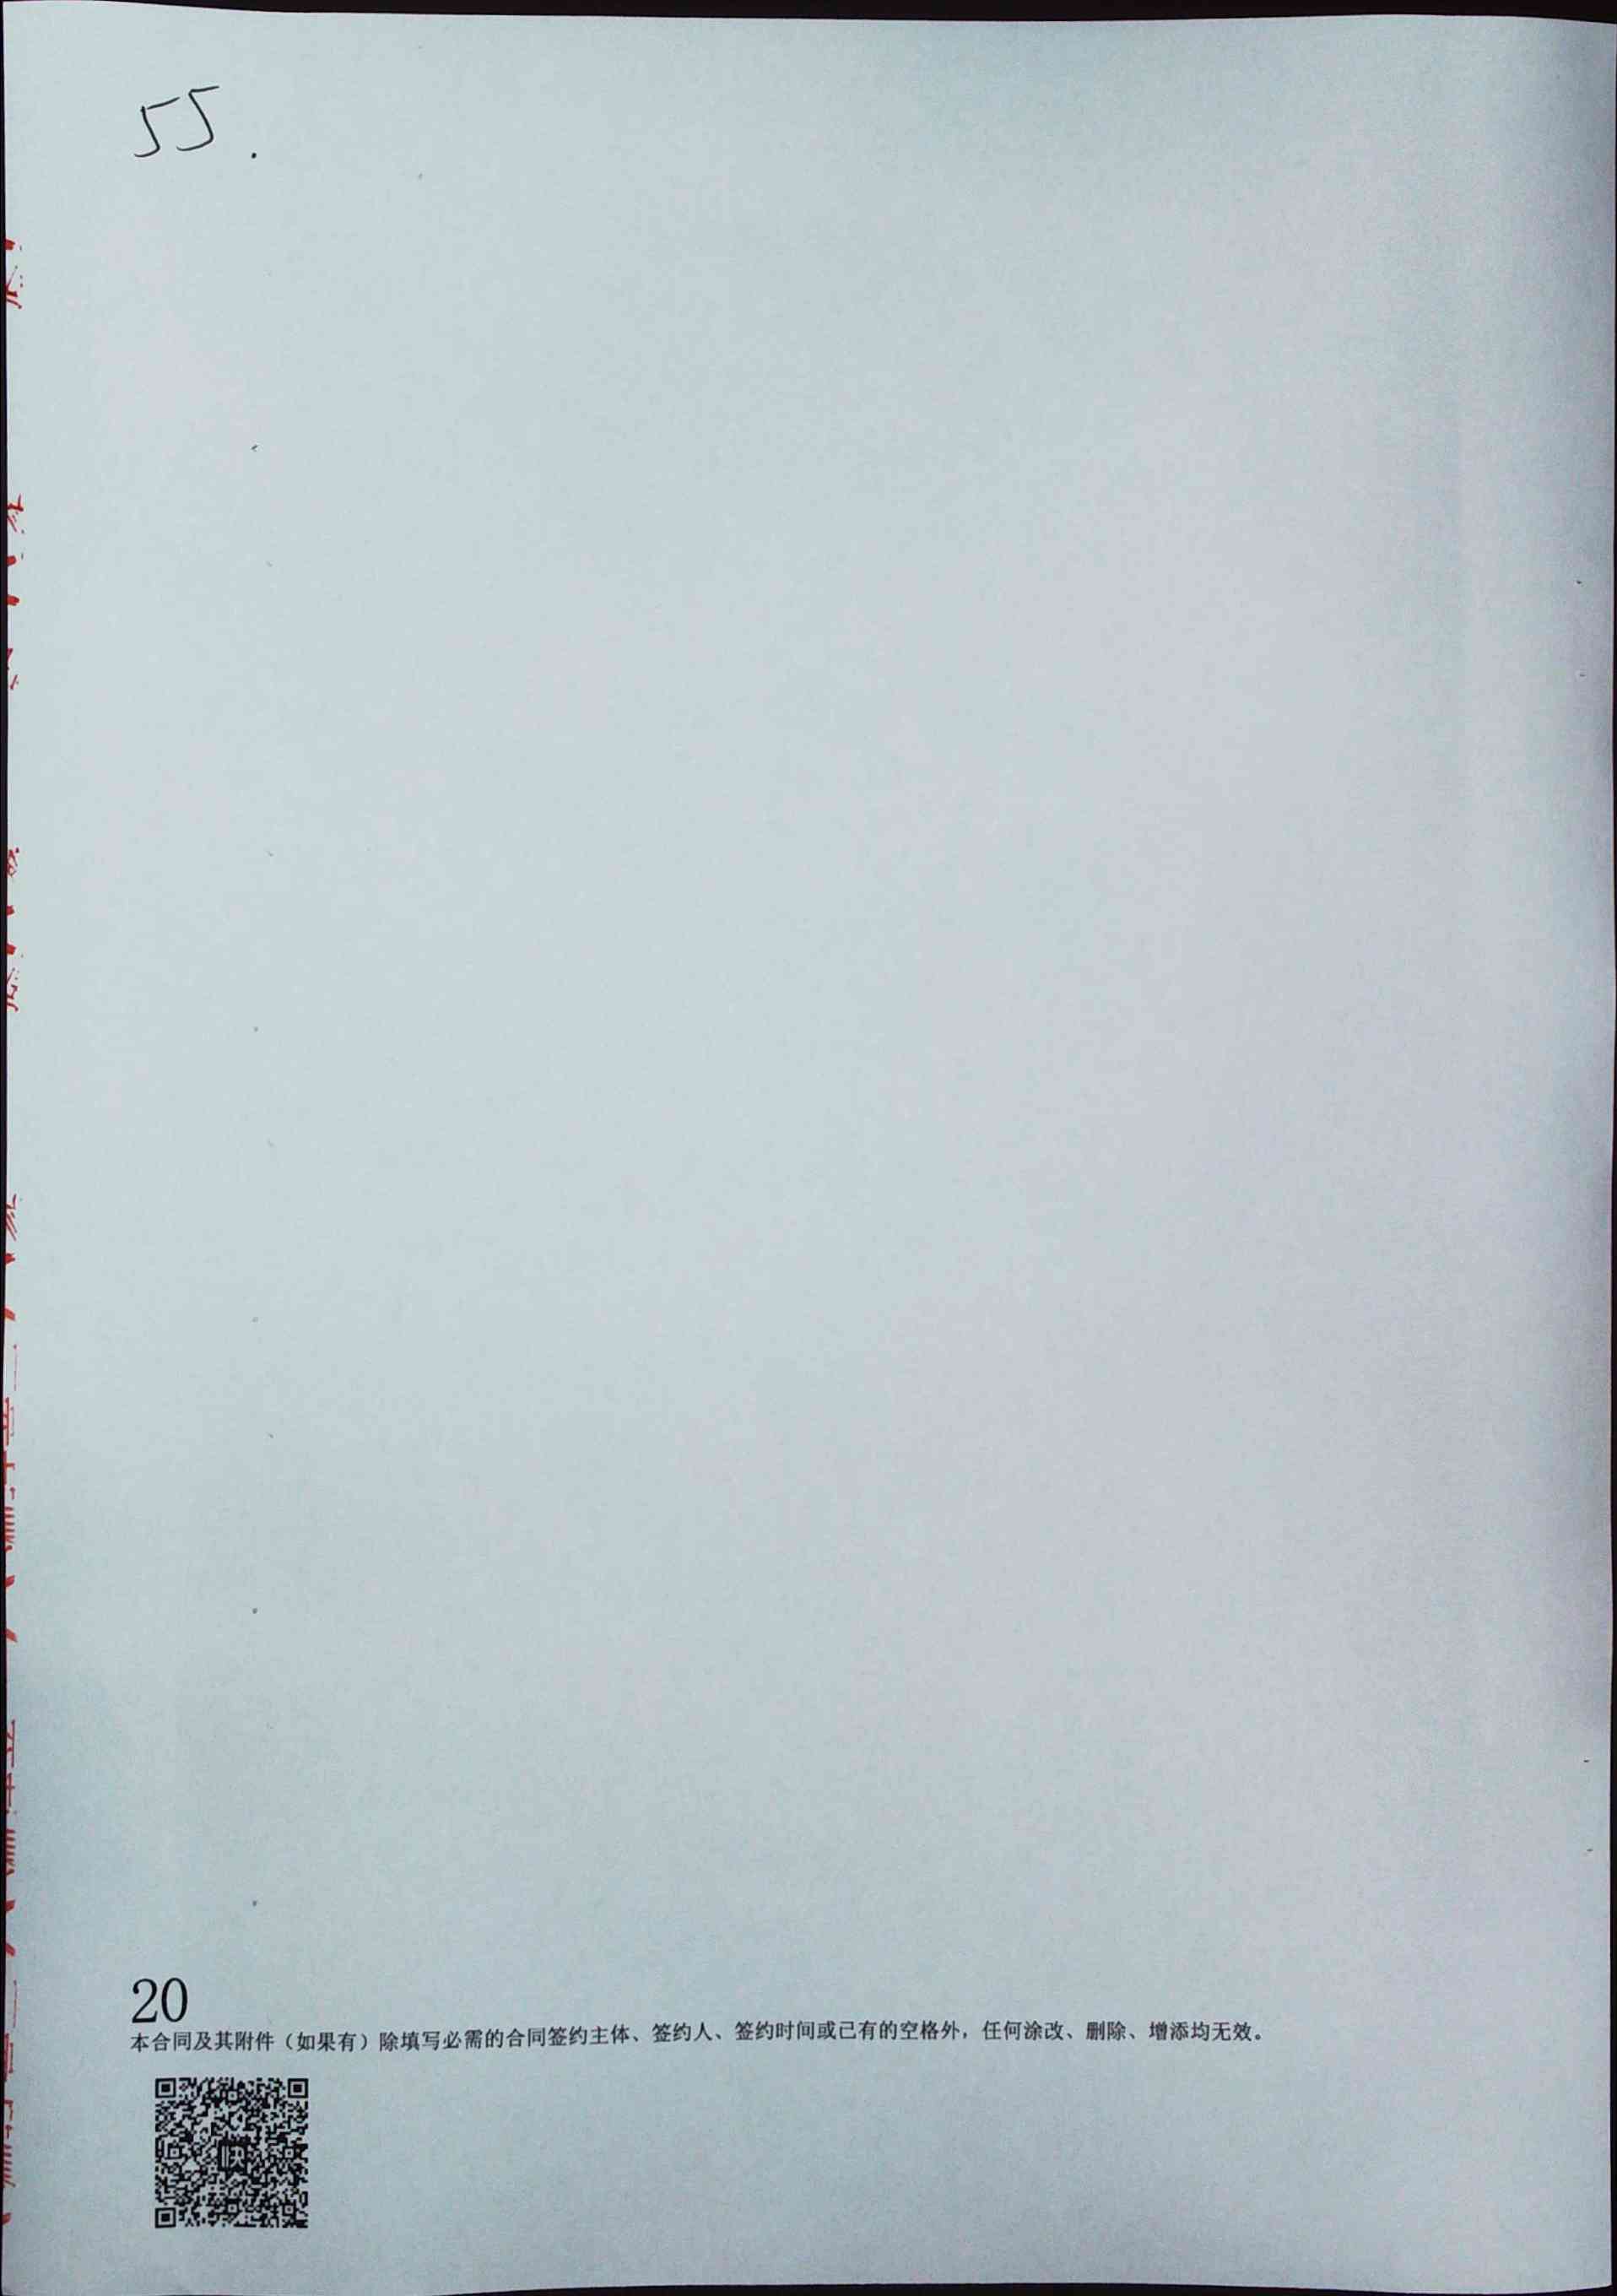 55.
20
本合同及其附件（如果有）除填写必需的合同签约主体、签约人、签约时间或已有的空格外，任何涂改、删除、增添均无效。
快